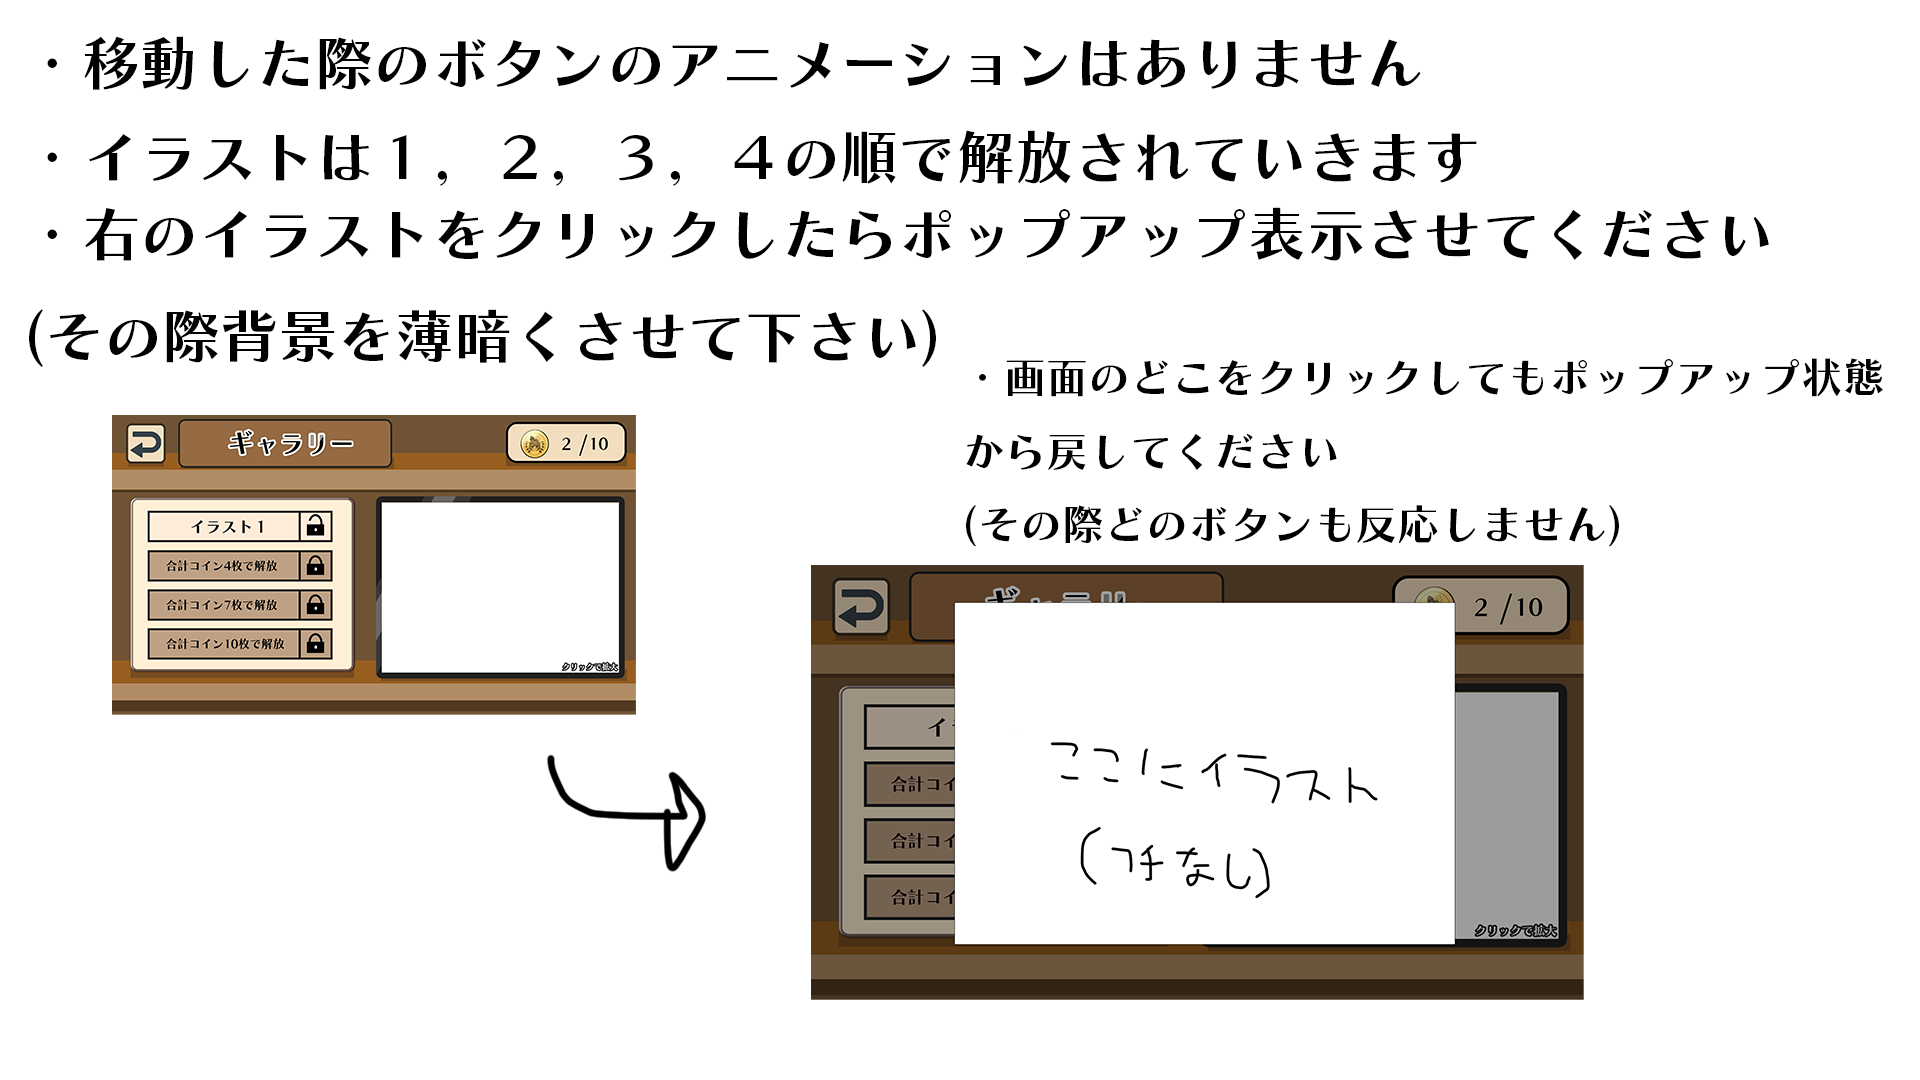 ・移動した際のボタンのアニメーションはありません
・イラストは１，２，３，４の順で解放されていきます
・右のイラストをクリックしたらポップアップ表示させてください
(その際背景を薄暗くさせて下さい)
・画面のどこをクリックしてもポップアップ状態
から戻してください
(その際どのボタンも反応しません)
ギャラリー
2 /10
イラスト1
合計コイン4枚で解放
合計コイン7枚で解放
合計コイン10枚で解放
クリックで拡大
ギャラリー
2 /10
イ
合計コイ
合計コイ
合計コイ
ここにイラスト
(フチなし)
クリックで拡大